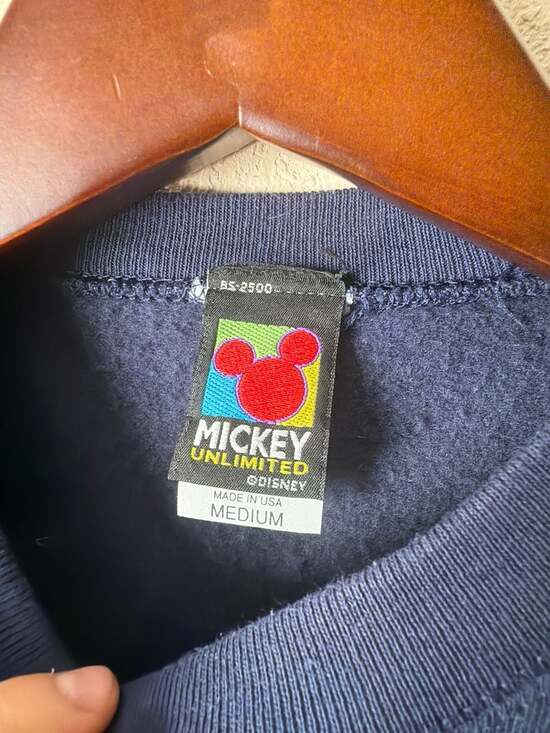 BS-2500
MICKEY
UNLIMITED
©DISNEY
MADE IN USA
MEDIUM